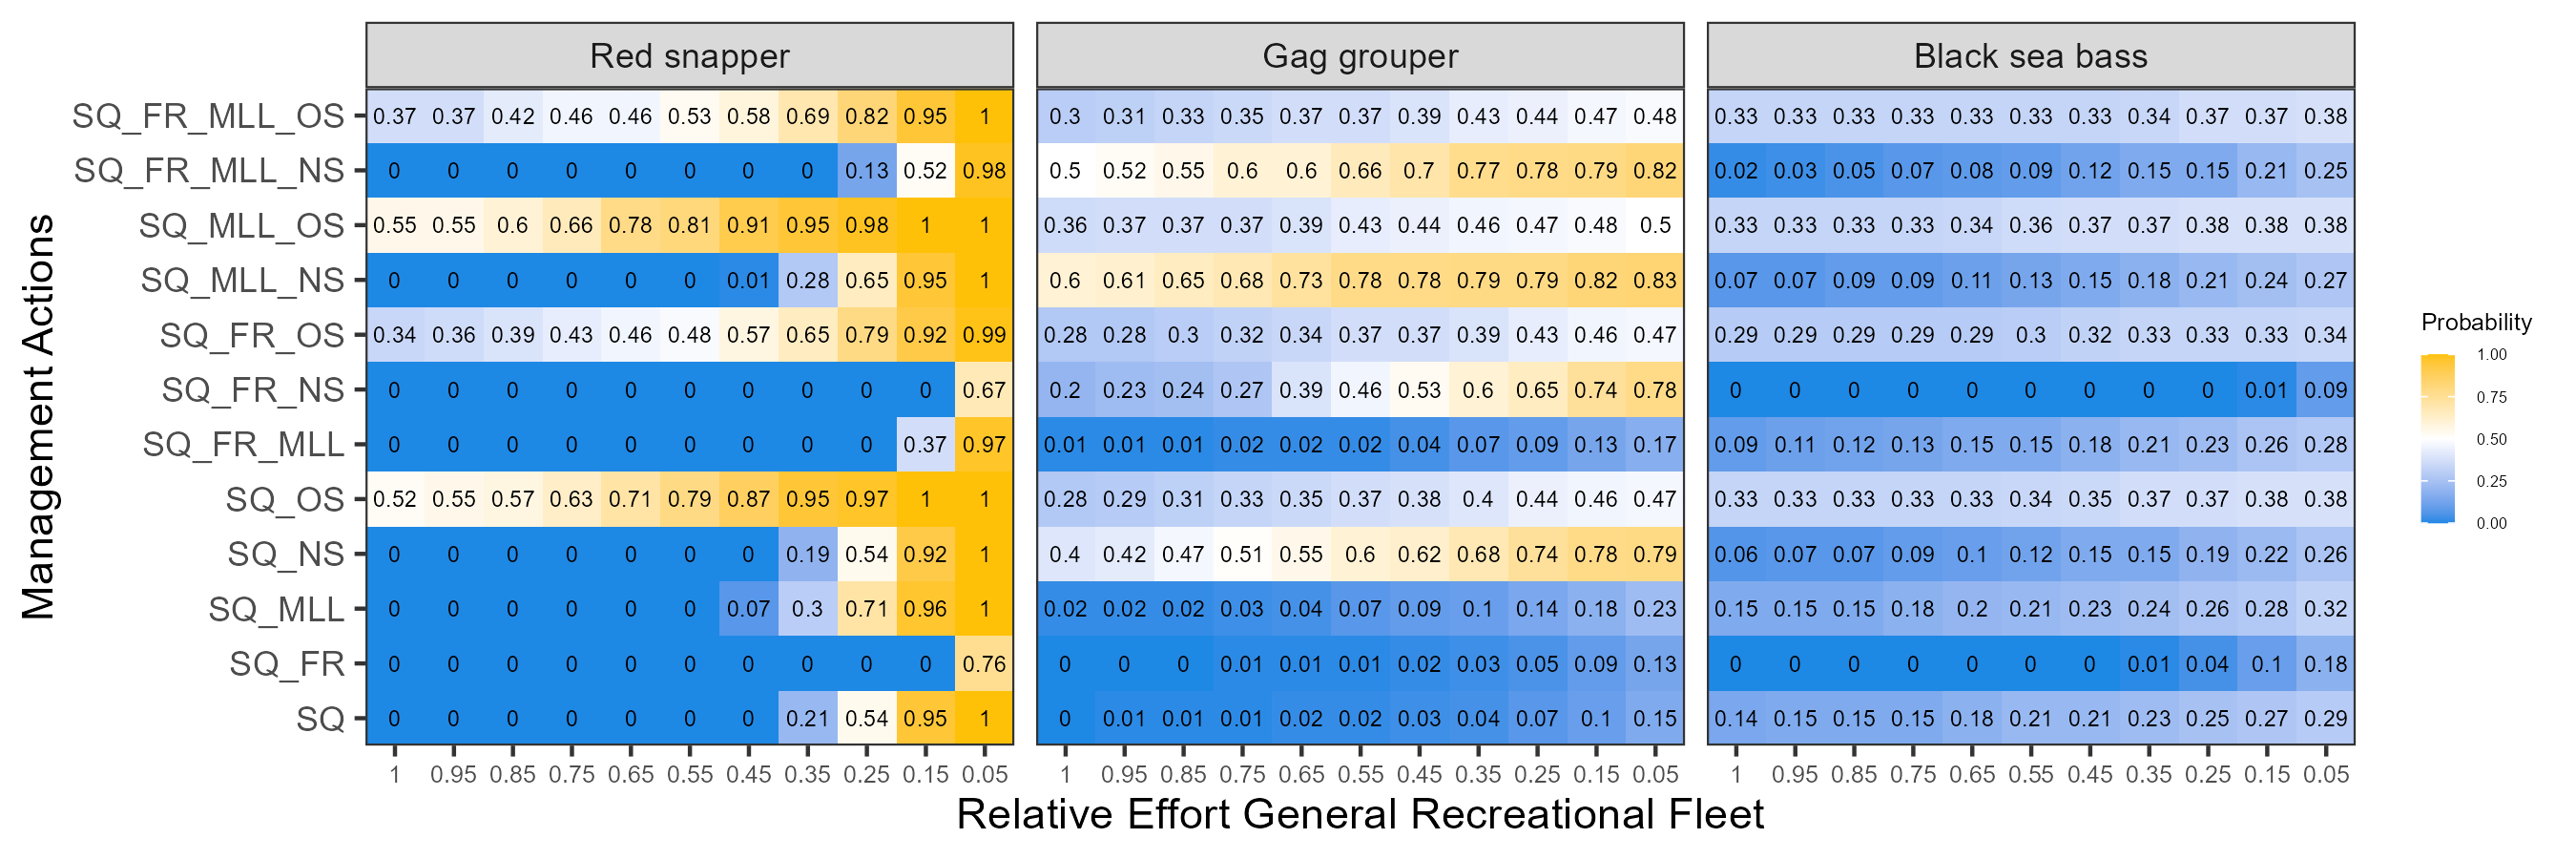 Red snapper Gag grouper Black sea bass
SQ_FR_MLL_OS 0.37 0.37 0.42 0.46 0.46 0.53 0.58 0.69 0.82 0.95 1 0.3 0.31 0.33 0.35 0.37 0.37 0.39 0.43 0.44 0.47 0.48 0.33 0.33 0.33 0.33 0.33 0.33 0.33 0.34 0.37 0.37 0.38
SQ_FR_MLL_NS 0 0 0 0 0 0 0 0 0.13 0.52 0.98 0.5 0.52 0.55 0.6 0.6 0.66 0.7 0.77 0.78 0.79 0.82 0.02 0.03 0.05 0.07 0.08 0.09 0.12 0.15 0.15 0.21 0.25
SQ_MLL_OS 0.55 0.55 0.6 0.66 0.78 0.81 0.91 0.95 0.98 1 1 0.36 0.37 0.37 0.37 0.39 0.43 0.44 0.46 0.47 0.48 0.5 0.33 0.33 0.33 0.33 0.34 0.36 0.37 0.37 0.38 0.38 0.38
SQ_MLL_NS 0 0 0 0 0 0 0.01 0.28 0.65 0.95 1 0.6 0.61 0.65 0.68 0.73 0.78 0.78 0.79 0.79 0.82 0.83 0.07 0.07 0.09 0.09 0.11 0.13 0.15 0.18 0.21 0.24 0.27
SQ_FR_OS 0.34 0.36 0.39 0.43 0.46 0.48 0.57 0.65 0.79 0.92 0.99 0.28 0.28 0.3 0.32 0.34 0.37 0.37 0.39 0.43 0.46 0.47 0.29 0.29 0.29 0.29 0.29 0.3 0.32 0.33 0.33 0.33 0.34
SQ_FR_NS 0 0 0 0 0 0 0 0 0 0 0.67 0.2 0.23 0.24 0.27 0.39 0.46 0.53 0.6 0.65 0.74 0.78 0 0 0 0 0 0 0 0 0 0.01 0.09
SQ_FR_MLL 0 0 0 0 0 0 0 0 0 0.37 0.97 0.01 0.01 0.01 0.02 0.02 0.02 0.04 0.07 0.09 0.13 0.17 0.09 0.11 0.12 0.13 0.15 0.15 0.18 0.21 0.23 0.26 0.28
SQ_OS 0.52 0.55 0.57 0.63 0.71 0.79 0.87 0.95 0.97 1 1 0.28 0.29 0.31 0.33 0.35 0.37 0.38 0.4 0.44 0.46 0.47 0.33 0.33 0.33 0.33 0.33 0.34 0.35 0.37 0.37 0.38 0.38
SQ_NS 0 0 0 0 0 0 0 0.19 0.54 0.92 1 0.4 0.42 0.47 0.51 0.55 0.6 0.62 0.68 0.74 0.78 0.79 0.06 0.07 0.07 0.09 0.1 0.12 0.15 0.15 0.19 0.22 0.26
SQ_MLL 0 0 0 0 0 0 0.07 0.3 0.71 0.96 1 0.02 0.02 0.02 0.03 0.04 0.07 0.09 0.1 0.14 0.18 0.23 0.15 0.15 0.15 0.18 0.2 0.21 0.23 0.24 0.26 0.28 0.32
SQ_FR 0 0 0 0 0 0 0 0 0 0 0.76 0 0 0 0.01 0.01 0.01 0.02 0.03 0.05 0.09 0.13 0 0 0 0 0 0 0 0.01 0.04 0.1 0.18
SQ 0 0 0 0 0 0 0 0.21 0.54 0.95 1 0 0.01 0.01 0.01 0.02 0.02 0.03 0.04 0.07 0.1 0.15 0.14 0.15 0.15 0.15 0.18 0.21 0.21 0.23 0.25 0.27 0.29
1 0.95 0.85 0.75 0.65 0.55 0.45 0.35 0.25 0.15 0.05 1 0.95 0.85 0.75 0.65 0.55 0.45 0.35 0.25 0.15 0.05 1 0.95 0.85 0.75 0.65 0.55 0.45 0.35 0.25 0.15 0.05
Relative Effort General Recreational Fleet
Management Actions
Probability
1.00
0.75
0.50
0.25
0.00